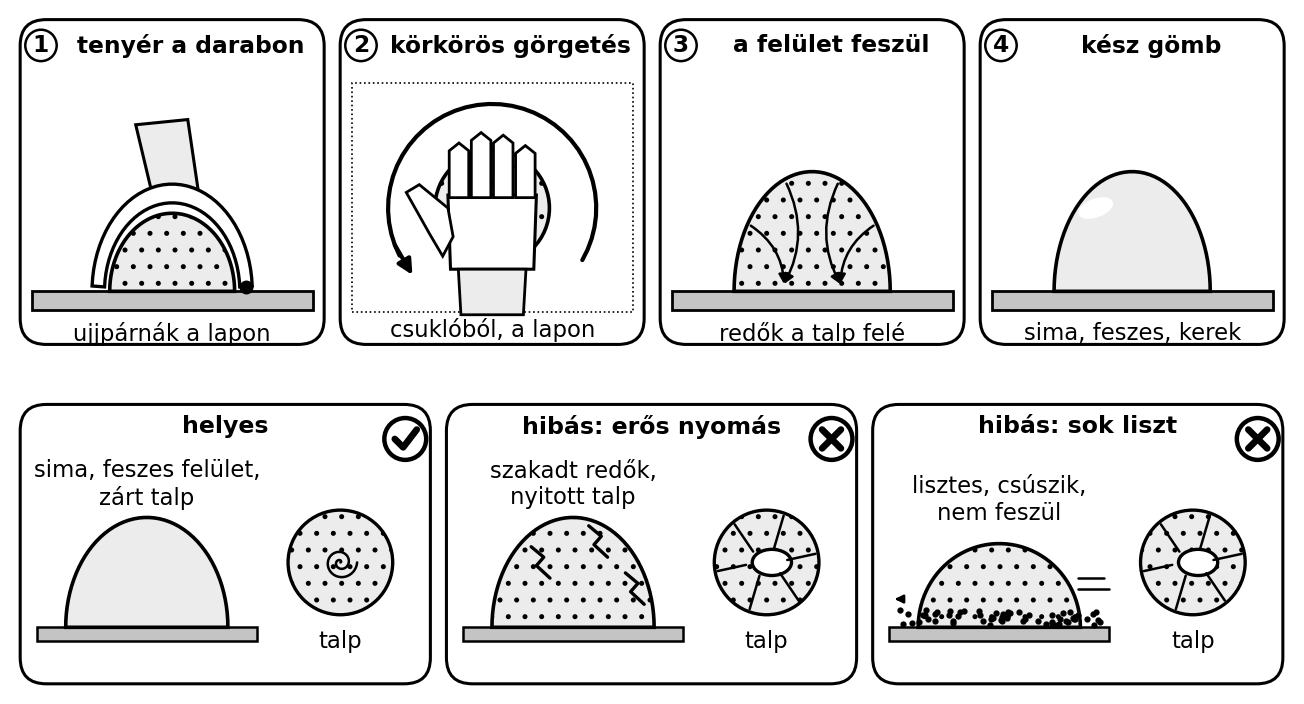 1 tenyér a darabon
ujjpárnák a lapon
2 körkörös görgetés
csuklóból, a lapon
3 a felület feszül
redők a talp felé
4 kész gömb
sima, feszes, kerek
helyes
sima, feszes felület,
zárt talp
talp
hibás: erős nyomás
szakadt redők,
nyitott talp
talp
hibás: sok liszt
lisztes, csúszik,
nem feszül
talp